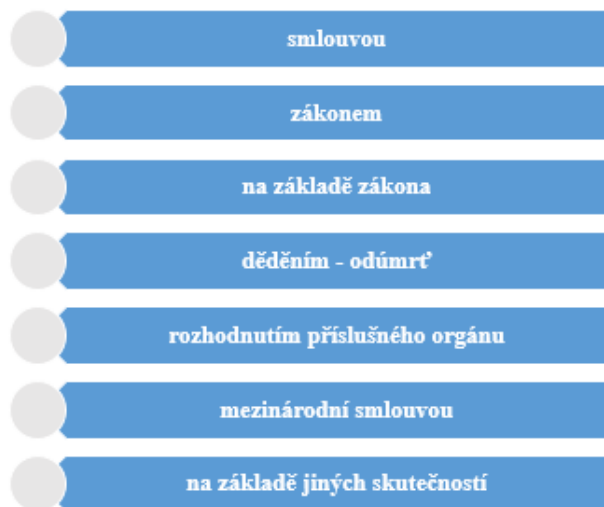 smlouvou
zákonem
na základě zákona
děděním - odúmrť
rozhodnutím příslušného orgánu
mezinárodní smlouvou
na základě jiných skutečností